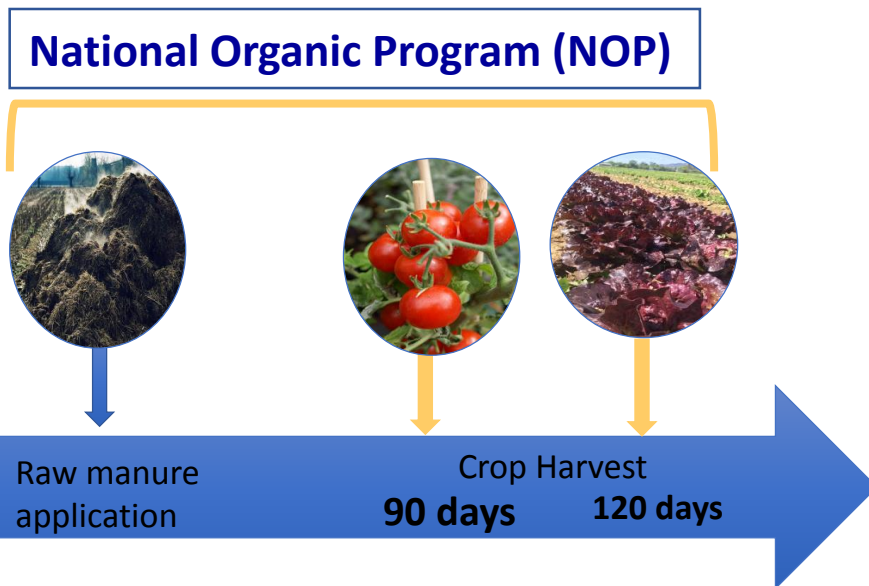 National Organic Program (NOP)
Raw manure
application
Crop Harvest
90 days
120 days